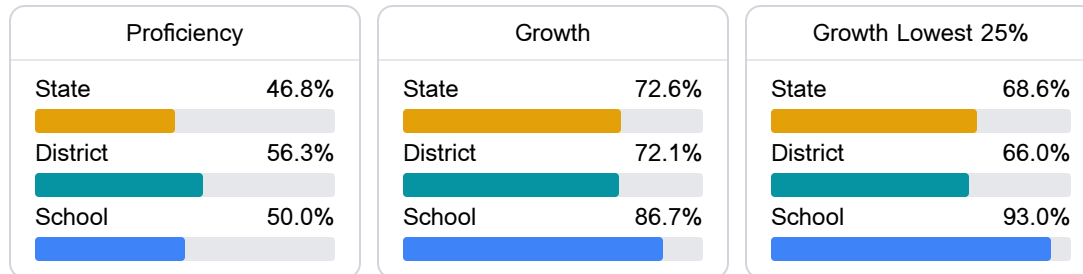 Proficiency
State 46.8%
District 56.3%
School 50.0%
Growth
State 72.6%
District 72.1%
School 86.7%
Growth Lowest 25%
State 68.6%
District 66.0%
School 93.0%